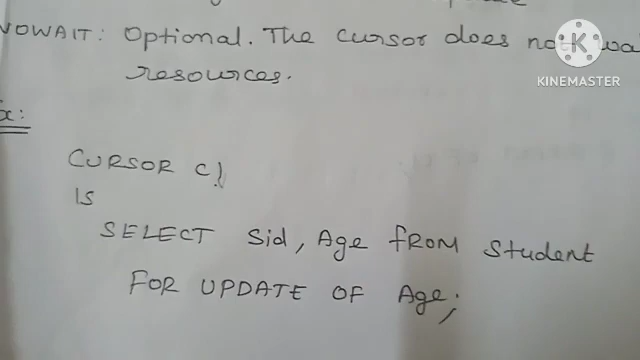 NOWAIT: Optional. The cursor does not wa
resources.
KINEMASTER
Ex:
CURSOR C1
IS
SELECT Sid, Age FROM Student
FOR UPDATE OF Age;